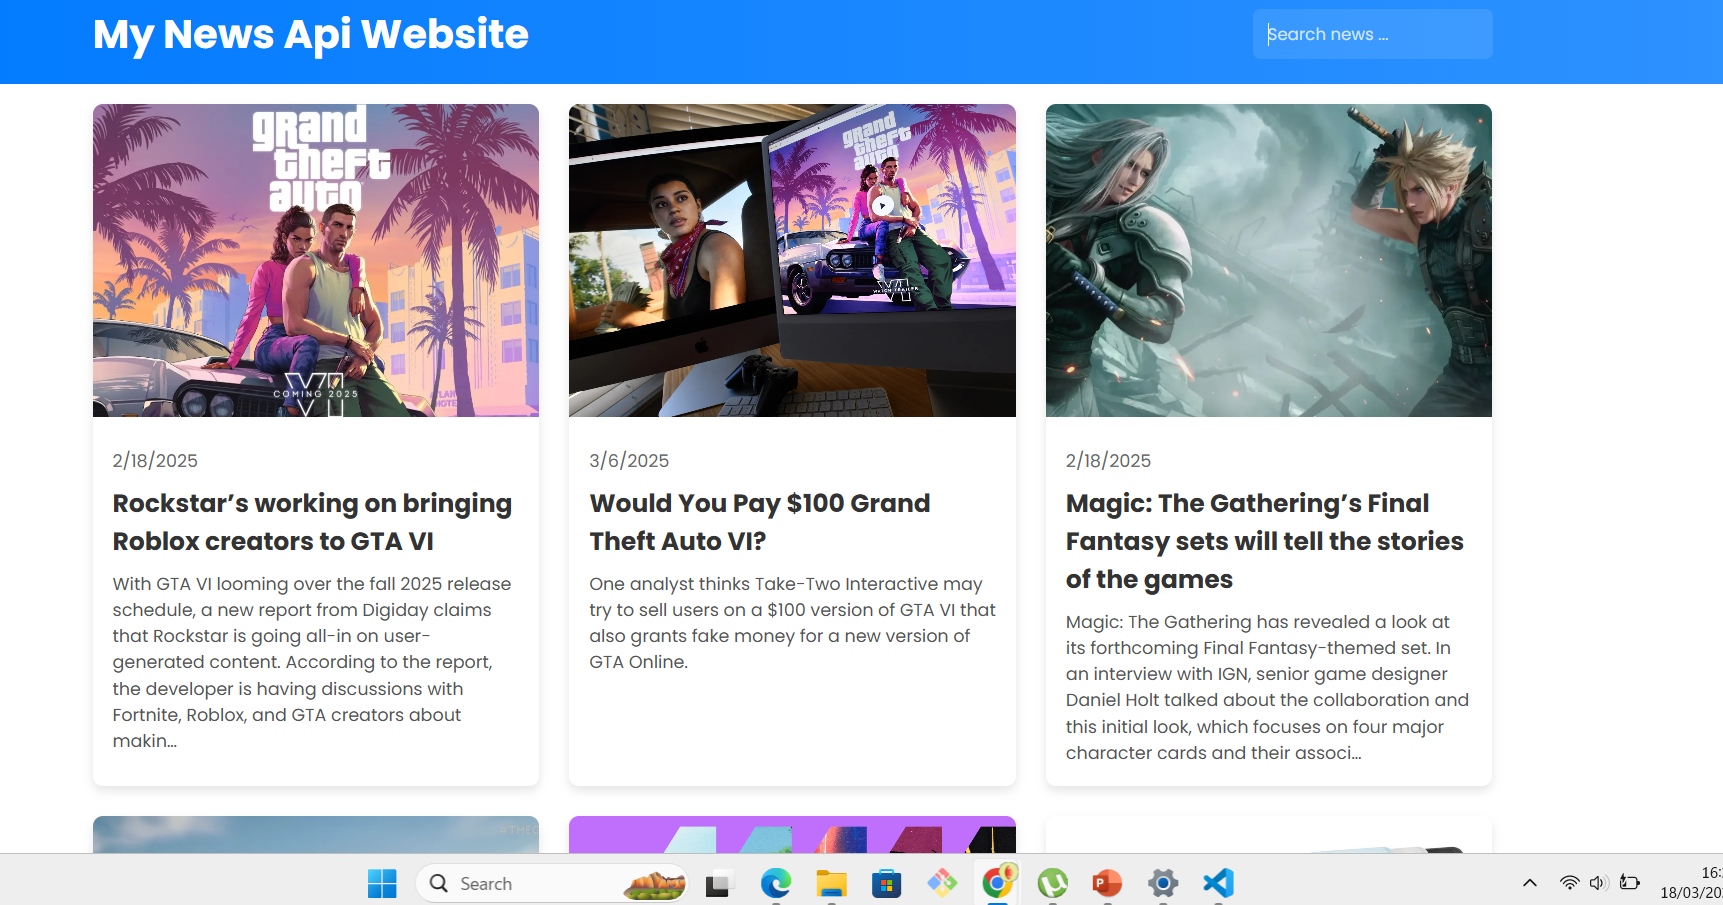 My News Api Website
Search news ...
grand
theft
auto
VI
COMING 2025
grand
theft
auto
VI
WATCH TRAILER
2/18/2025
Rockstar’s working on bringing
Roblox creators to GTA VI
With GTA VI looming over the fall 2025 release
schedule, a new report from Digiday claims
that Rockstar is going all-in on user-
generated content. According to the report,
the developer is having discussions with
Fortnite, Roblox, and GTA creators about
makin...
3/6/2025
Would You Pay $100 Grand
Theft Auto VI?
One analyst thinks Take-Two Interactive may
try to sell users on a $100 version of GTA VI that
also grants fake money for a new version of
GTA Online.
2/18/2025
Magic: The Gathering’s Final
Fantasy sets will tell the stories
of the games
Magic: The Gathering has revealed a look at
its forthcoming Final Fantasy-themed set. In
an interview with IGN, senior game designer
Daniel Holt talked about the collaboration and
this initial look, which focuses on four major
character cards and their associ...
Search
16:
18/03/20